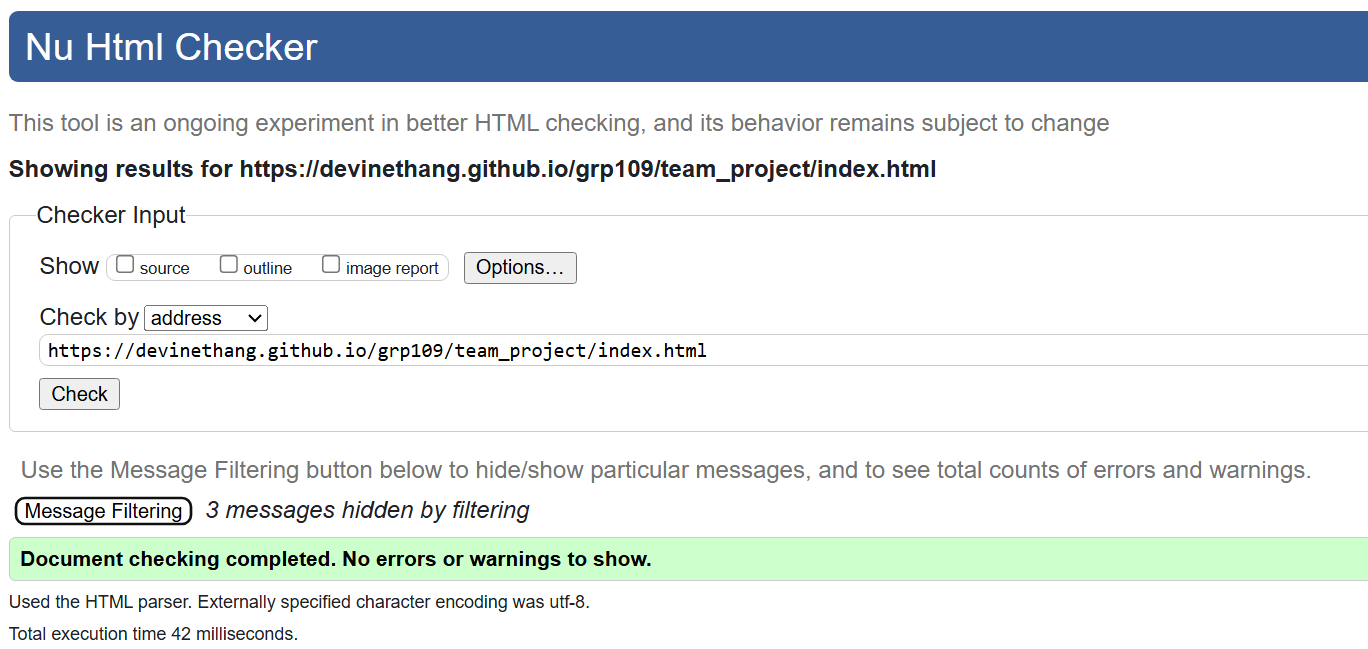 Nu Html Checker
This tool is an ongoing experiment in better HTML checking, and its behavior remains subject to change
Showing results for https://devinethang.github.io/grp109/team_project/index.html
Checker Input
Show source outline image report Options…
Check by address
https://devinethang.github.io/grp109/team_project/index.html
Check
Use the Message Filtering button below to hide/show particular messages, and to see total counts of errors and warnings.
Message Filtering 3 messages hidden by filtering
Document checking completed. No errors or warnings to show.
Used the HTML parser. Externally specified character encoding was utf-8.
Total execution time 42 milliseconds.